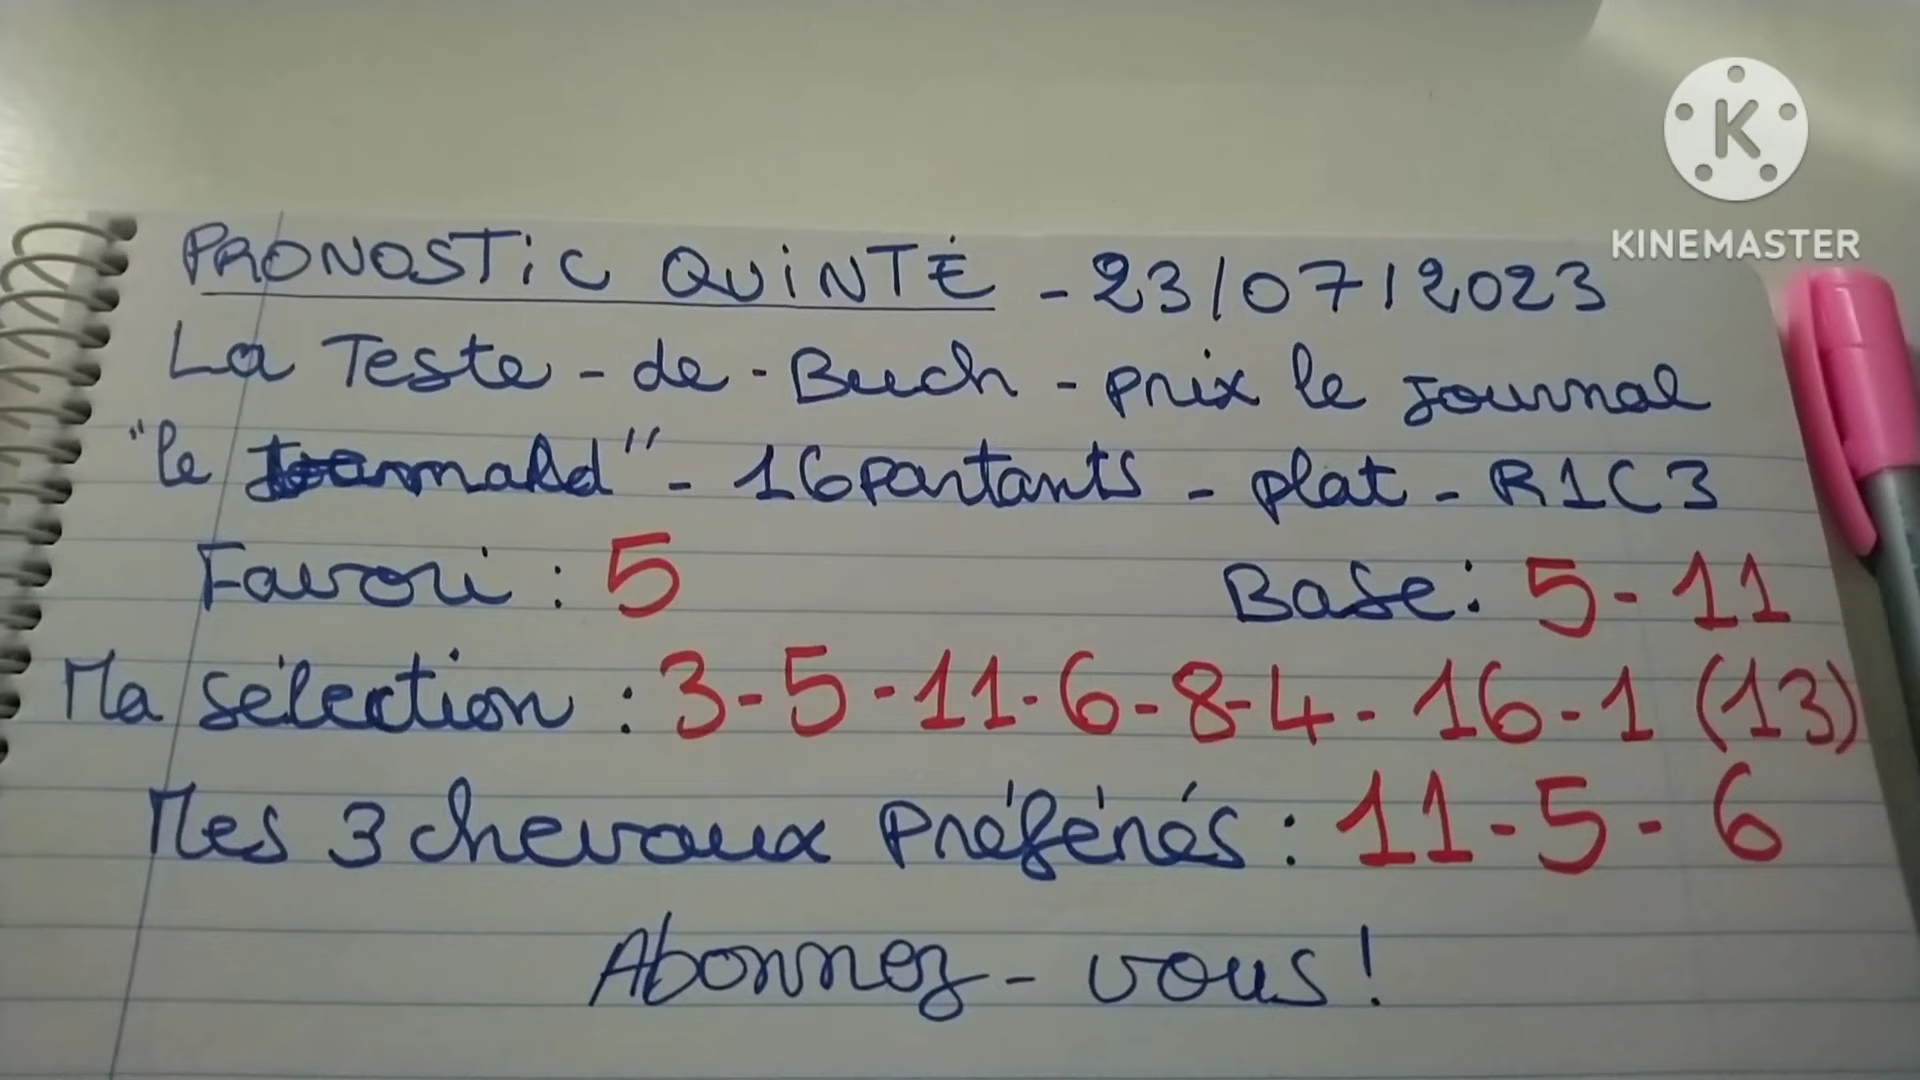 K
KINEMASTER
PRONOSTIC QUINTÉ - 23/07/2023
La Teste-de-Buch - prix le Journal
"le " - 16 partants - plat - R1C3
Favori : 5
Base : 5 - 11
Ma sélection : 3 - 5 - 11 - 6 - 8 - 4 - 16 - 1 (13)
Mes 3 chevaux préférés : 11 - 5 - 6
Abonnez-vous !